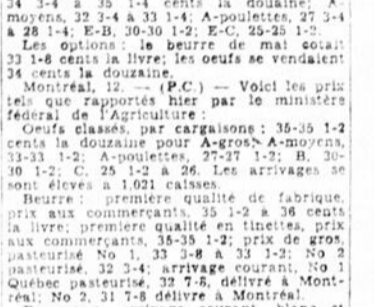 34 3-4 à 35 1-4 cents la douzaine; A-
moyens, 32 3-4 à 33 1-4; A-poulettes, 27 3-4
à 28 1-4; E-B, 30-30 1-2; E-C, 25-25 1-2.
Les options : le beurre de mai cotait
33 1-8 cents la livre; les oeufs se vendaient
34 cents la douzaine.
Montréal, 12. — (P.C.) — Voici les prix
tels que rapportés hier par le ministère
fédéral de l'Agriculture :
Oeufs classés, par cargaisons : 35-35 1-2
cents la douzaine pour A-gros; A-moyens,
33-33 1-2; A-poulettes, 27-27 1-2; B, 30-
30 1-2; C, 25 1-2 à 26. Les arrivages se
sont élevés à 1,021 caisses.
Beurre : première qualité de fabrique,
prix aux commerçants, 35 1-2 à 36 cents
la livre; première qualité en tinettes, prix
aux commerçants, 35-35 1-2; prix de gros,
pasteurisé No 1, 33 3-8 à 33 1-2; No 2
pasteurisé, 32 3-4; arrivage courant, No 1
Québec pasteurisé, 32 7-8, délivré à Mont-
réal; No 2, 31 7-8 délivré à Montréal.